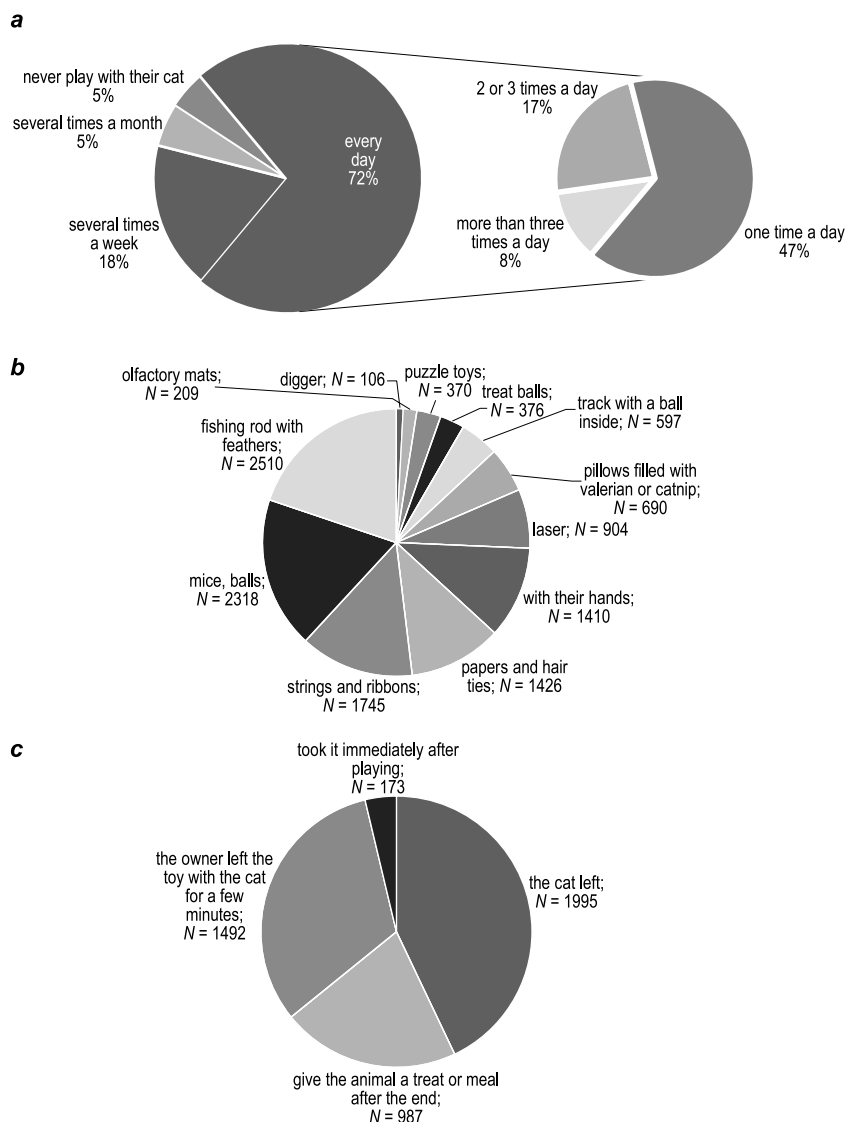 a
never play with their cat
5%
several times a month
5%
every
day
72%
several times
a week
18%
2 or 3 times a day
17%
more than three
times a day
8%
one time a day
47%
b
olfactory mats;
N = 209
digger; N = 106
puzzle toys;
N = 370
treat balls;
N = 376
track with a ball
inside; N = 597
fishing rod with
feathers;
N = 2510
pillows filled with
valerian or catnip;
N = 690
laser; N = 904
mice, balls;
N = 2318
with their hands;
N = 1410
papers and hair
ties; N = 1426
strings and ribbons;
N = 1745
c
took it immediately after
playing;
N = 173
the owner left the
toy with the cat
for a few
minutes;
N = 1492
the cat left;
N = 1995
give the animal a treat or meal
after the end;
N = 987